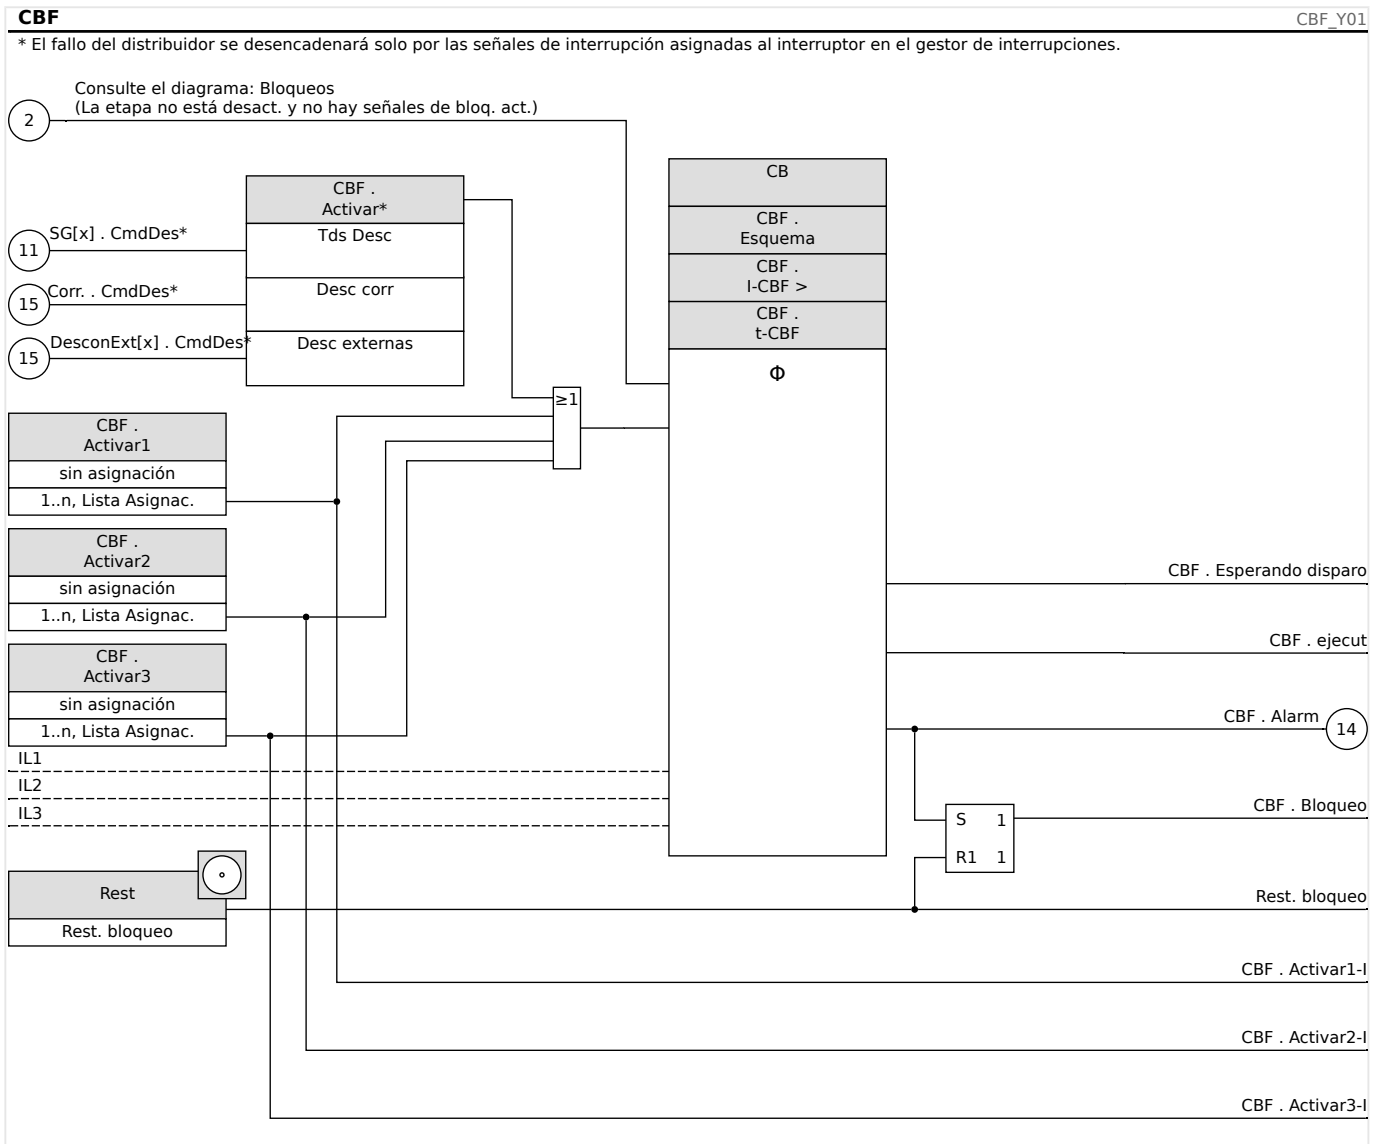 CBF
CBF_Y01
* El fallo del distribuidor se desencadenará solo por las señales de interrupción asignadas al interruptor en el gestor de interrupciones.
Consulte el diagrama: Bloqueos
(La etapa no está desact. y no hay señales de bloq. act.)
2
CBF .
Activar*
Tds Desc
Desc corr
Desc externas
11
SG[x] . CmdDes*
15
Corr. . CmdDes*
15
DesconExt[x] . CmdDes*
CB
CBF .
Esquema
CBF .
I-CBF >
CBF .
t-CBF
Φ
≥1
CBF .
Activar1
sin asignación
1..n, Lista Asignac.
CBF .
Activar2
sin asignación
1..n, Lista Asignac.
CBF .
Activar3
sin asignación
1..n, Lista Asignac.
IL1
IL2
IL3
CBF . Esperando disparo
CBF . ejecut
CBF . Alarm
14
S 1
R1 1
CBF . Bloqueo
Rest
Rest. bloqueo
Rest. bloqueo
CBF . Activar1-I
CBF . Activar2-I
CBF . Activar3-I